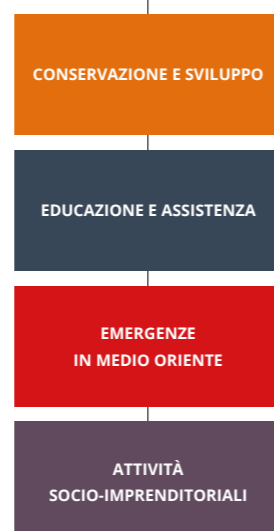 CONSERVAZIONE E SVILUPPO
EDUCAZIONE E ASSISTENZA
EMERGENZE
IN MEDIO ORIENTE
ATTIVITÀ
SOCIO-IMPRENDITORIALI